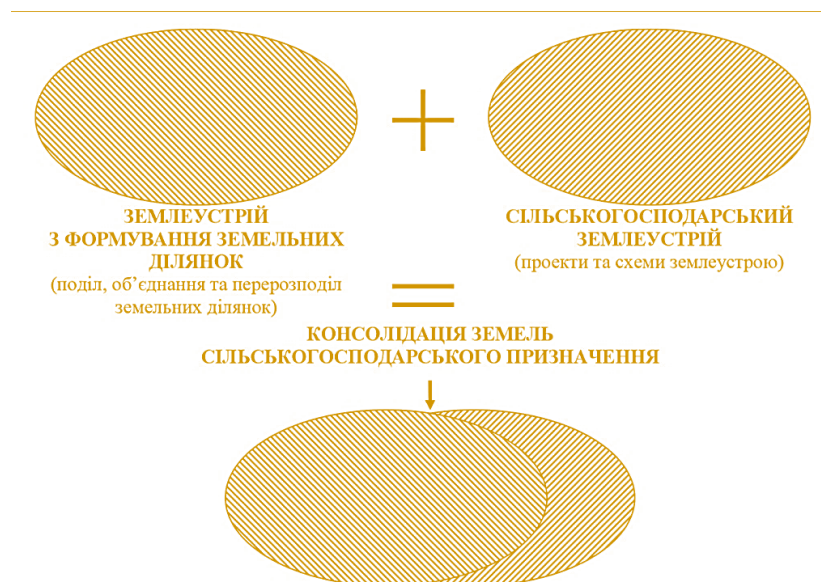 ЗЕМЛЕУСТРІЙ
З ФОРМУВАННЯ ЗЕМЕЛЬНИХ
ДІЛЯНОК
(поділ, об’єднання та перерозподіл
земельних ділянок)
СІЛЬСЬКОГОСПОДАРСЬКИЙ
ЗЕМЛЕУСТРІЙ
(проекти та схеми землеустрою)
КОНСОЛІДАЦІЯ ЗЕМЕЛЬ
СІЛЬСЬКОГОСПОДАРСЬКОГО ПРИЗНАЧЕННЯ